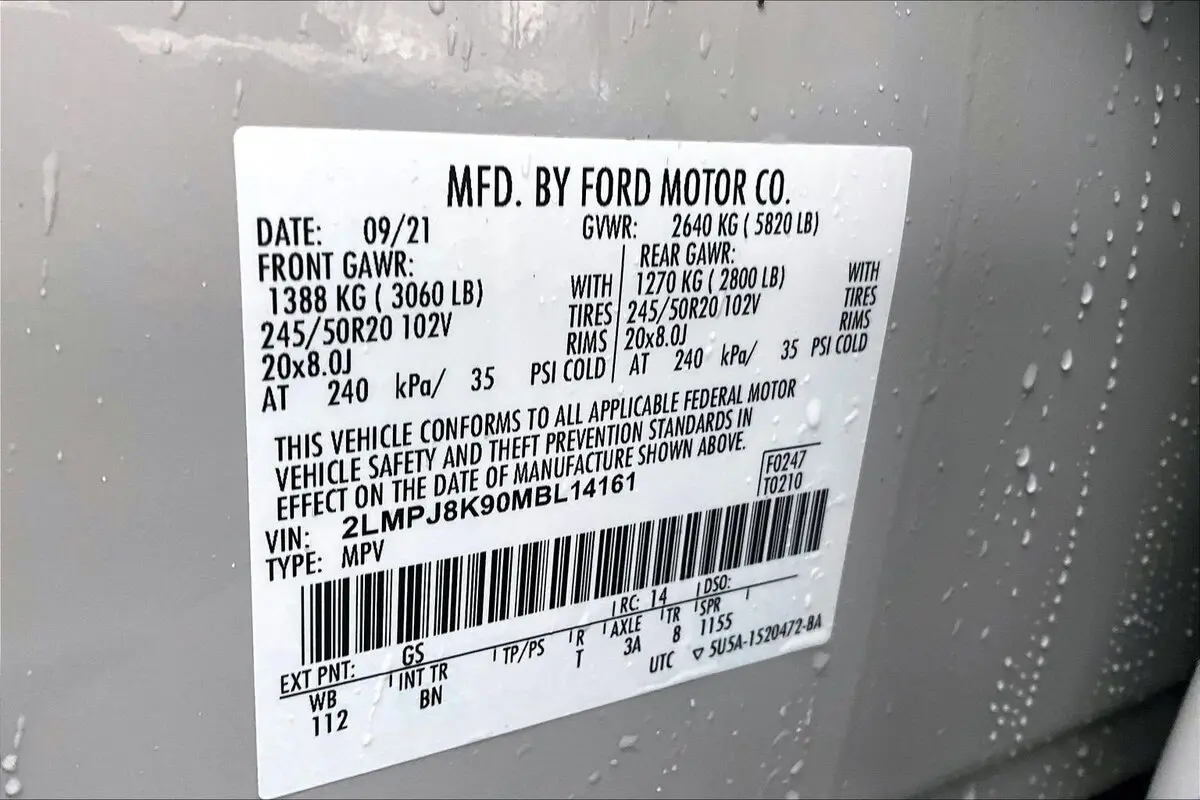 MFD. BY FORD MOTOR CO.
DATE: 09/21 GVWR: 2640 KG ( 5820 LB)
FRONT GAWR: REAR GAWR:
1388 KG ( 3060 LB) WITH 1270 KG ( 2800 LB) WITH
245/50R20 102V TIRES 245/50R20 102V TIRES
20x8.0J RIMS 20x8.0J RIMS
AT 240 kPa/ 35 PSI COLD AT 240 kPa/ 35 PSI COLD
THIS VEHICLE CONFORMS TO ALL APPLICABLE FEDERAL MOTOR
VEHICLE SAFETY AND THEFT PREVENTION STANDARDS IN
EFFECT ON THE DATE OF MANUFACTURE SHOWN ABOVE.
VIN: 2LMPJ8K90MBL14161 F0247
TYPE: MPV T0210
EXT PNT: GS RC: 14 DSO:
WB INT TR TP/PS R AXLE TR SPR
112 BN T 3A 8 1155
UTC ▽ 5U5A-1520472-BA